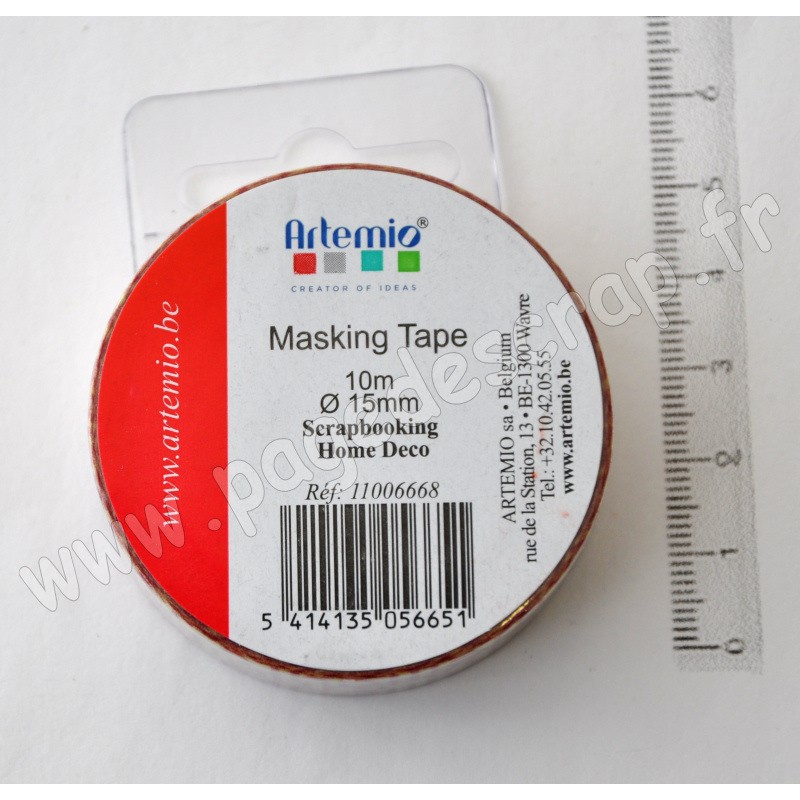 Artemio®
CREATOR OF IDEAS
Masking Tape
10m
Ø 15mm
Scrapbooking
Home Deco
Réf: 11006668
5 414135 056651
www.artemio.be
ARTEMIO sa • Belgium
rue de la Station, 13 • BE-1300 Wavre
Tel.: +32.10.42.05.55
www.artemio.be
www.pagedescrap.fr
6
5
4
3
2
1
0